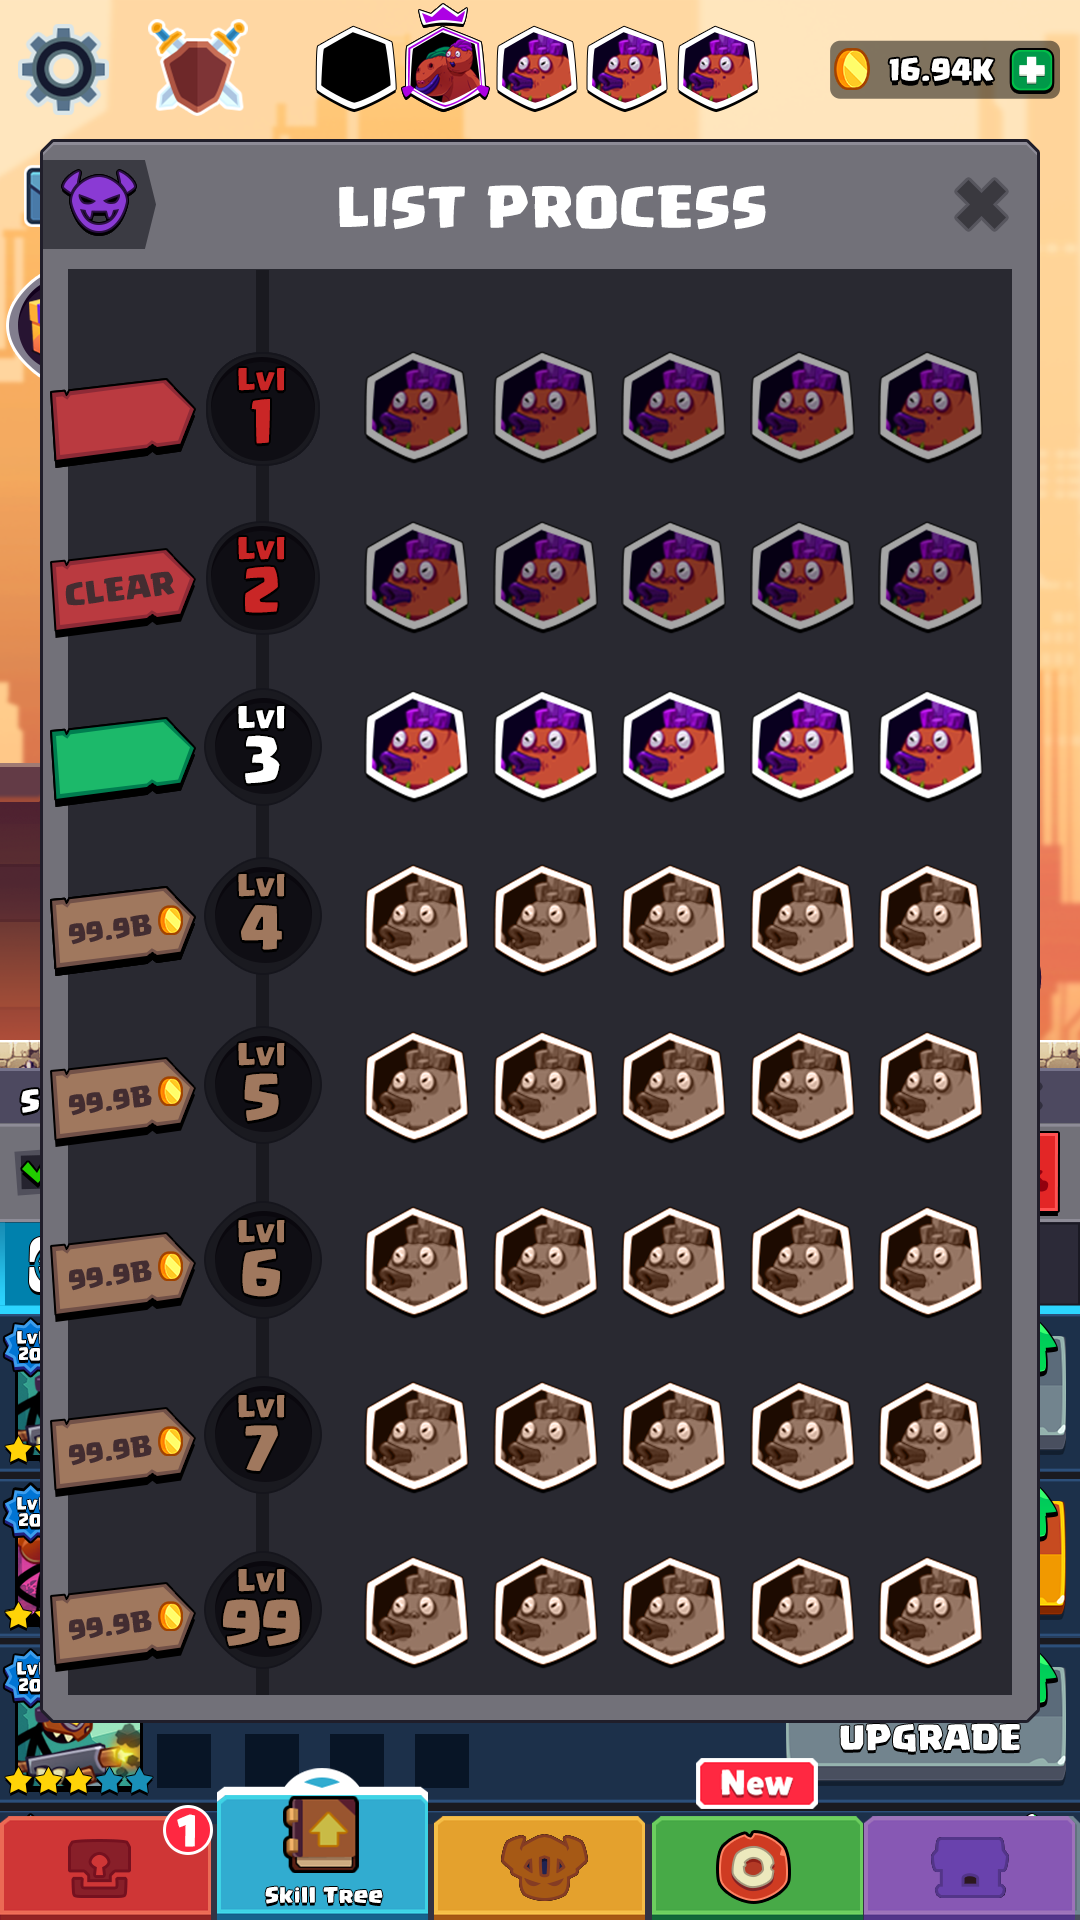 16.94K
LIST PROCESS
Lvl
1
CLEAR
Lvl
2
Lvl
3
99.9B
Lvl
4
99.9B
Lvl
5
99.9B
Lvl
6
99.9B
Lvl
7
99.9B
Lvl
99
UPGRADE
New
1
Skill Tree